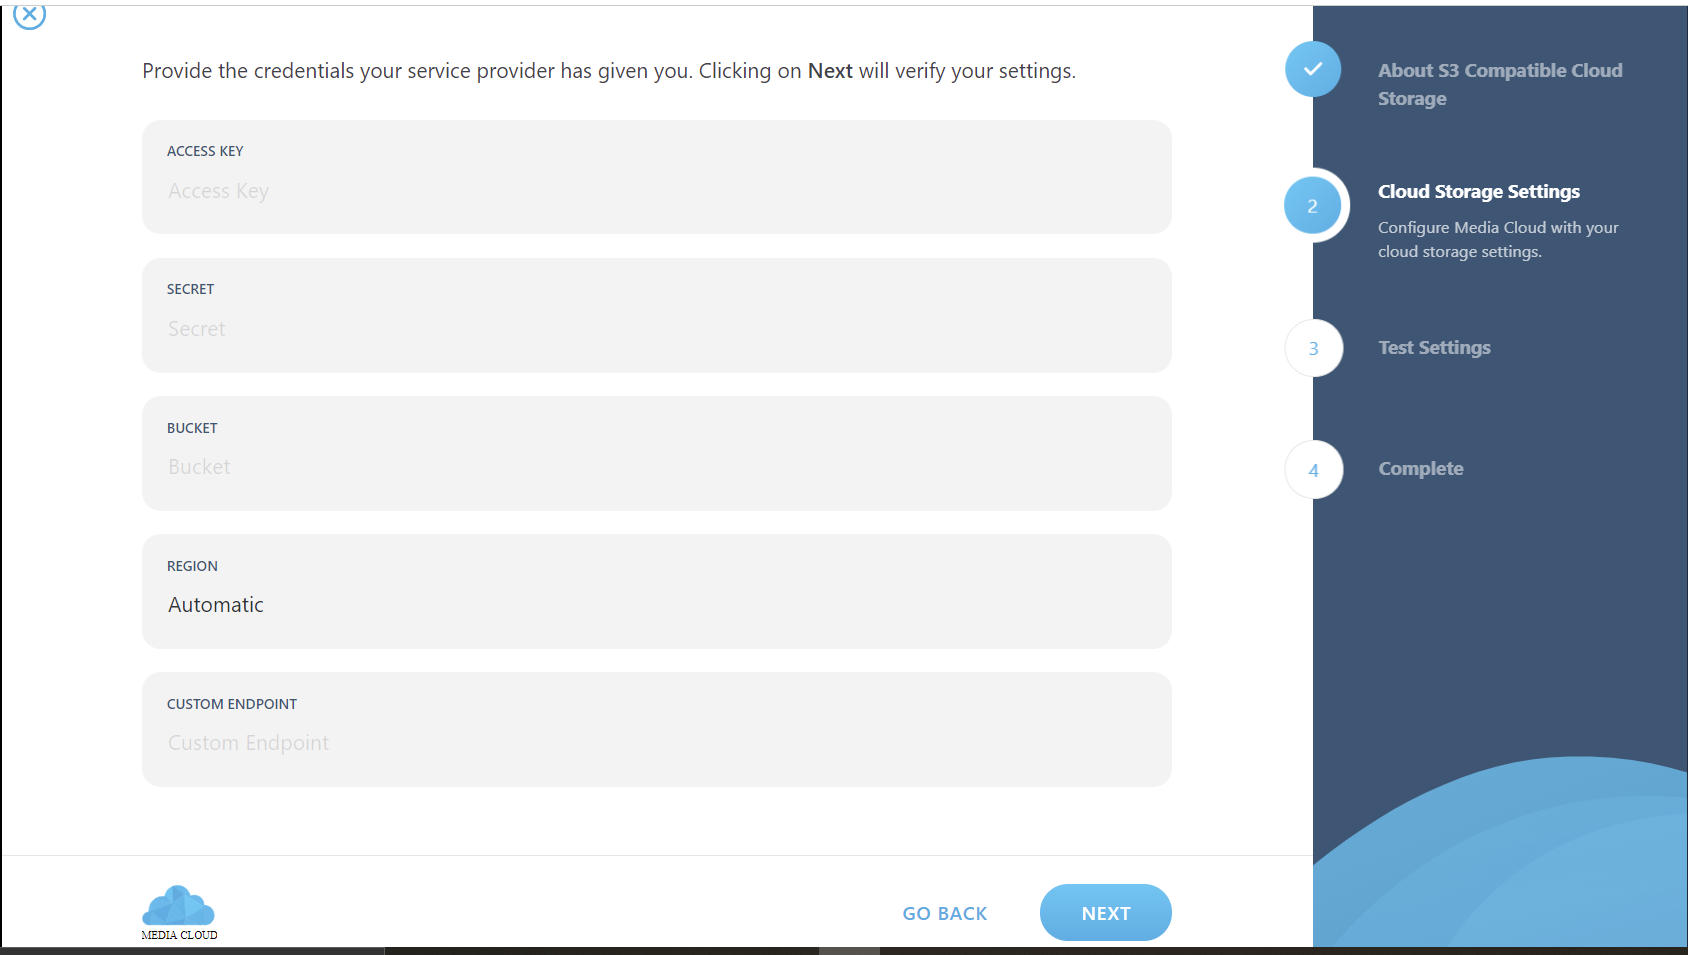 Provide the credentials your service provider has given you. Clicking on Next will verify your settings.
ACCESS KEY
Access Key
SECRET
Secret
BUCKET
Bucket
REGION
Automatic
CUSTOM ENDPOINT
Custom Endpoint
MEDIA CLOUD
GO BACK
NEXT
About S3 Compatible Cloud
Storage
2
Cloud Storage Settings
Configure Media Cloud with your
cloud storage settings.
3
Test Settings
4
Complete